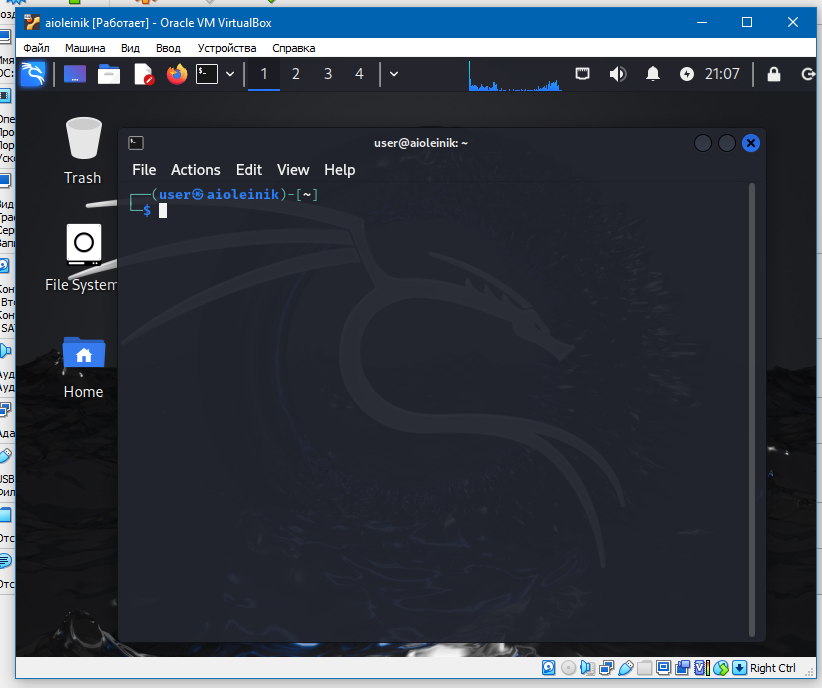 aioleinik [Работает] - Oracle VM VirtualBox
Файл Машина Вид Ввод Устройства Справка
1 2 3 4 21:07
Trash
File System
Home
user@aioleinik: ~
File Actions Edit View Help
(user㉿aioleinik)-[~]
$
Right Ctrl